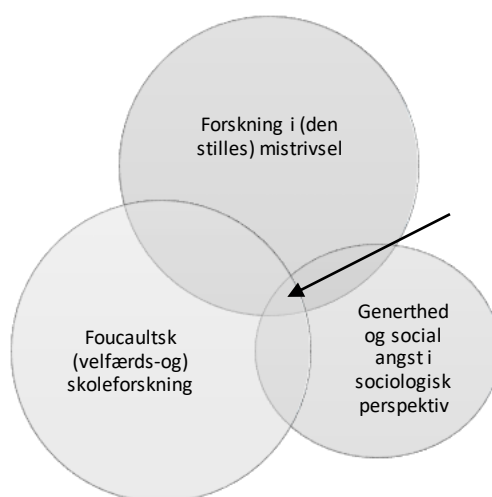 Forskning i (den
stilles) mistrivsel
Foucaultsk
(velfærds-og)
skoleforskning
Generthed
og social
angst i
sociologisk
perspektiv